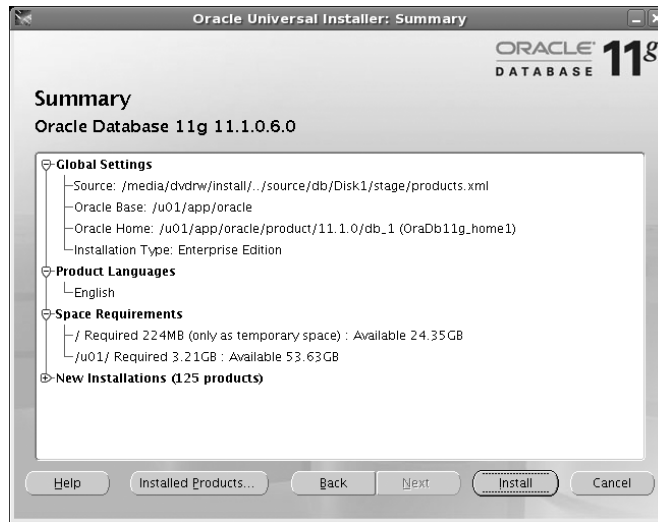 Oracle Universal Installer: Summary
ORACLE
DATABASE 11g
Summary
Oracle Database 11g 11.1.0.6.0
Global Settings
Source: /media/dvdrw/install/../source/db/Disk1/stage/products.xml
Oracle Base: /u01/app/oracle
Oracle Home: /u01/app/oracle/product/11.1.0/db_1 (OraDb11g_home1)
Installation Type: Enterprise Edition
Product Languages
English
Space Requirements
/ Required 224MB (only as temporary space) : Available 24.35GB
/u01/ Required 3.21GB : Available 53.63GB
New Installations (125 products)
Help Installed Products... Back Next Install Cancel